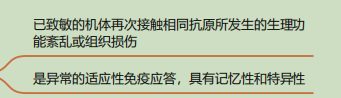 已致敏的机体再次接触相同抗原所发生的生理功
能紊乱或组织损伤
是异常的适应性免疫应答，具有记忆性和特异性